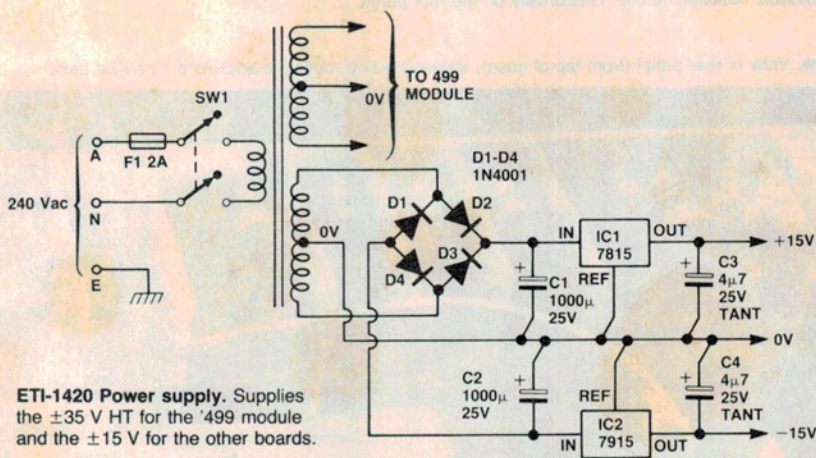 TO 499
MODULE
0V
SW1
A
F1 2A
240 Vac
N
E
D1-D4
1N4001
D1
D2
D3
D4
0V
IN
IC1
7815
OUT
+15V
REF
+
C1
1000µ
25V
+
C3
4µ7
25V
TANT
0V
+
C2
1000µ
25V
REF
+
C4
4µ7
25V
TANT
IN
IC2
7915
OUT
−15V
ETI-1420 Power supply. Supplies
the ±35 V HT for the '499 module
and the ±15 V for the other boards.